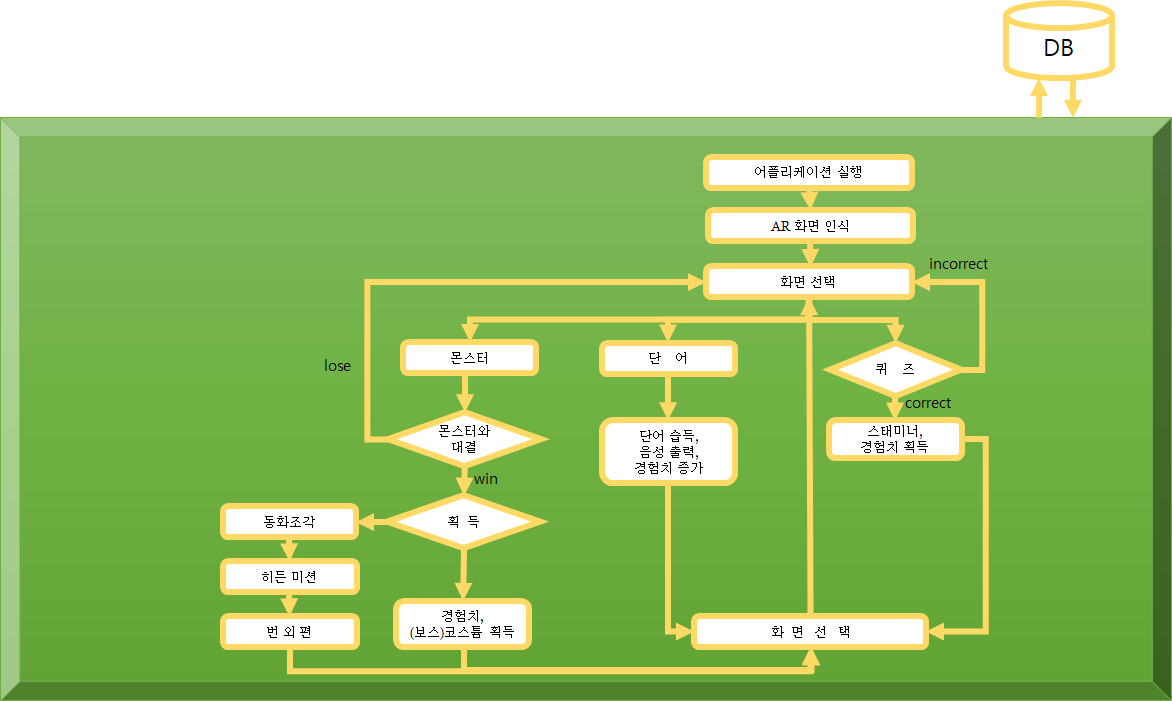 DB
어플리케이션 실행
AR 화면 인식
화면 선택
incorrect
lose
몬스터
단 어
퀴 즈
correct
몬스터와
대결
단어 습득,
음성 출력,
경험치 증가
스태미너,
경험치 획득
win
획 득
동화조각
히든 미션
번외편
경험치,
(보스)코스튬 획득
화 면 선 택